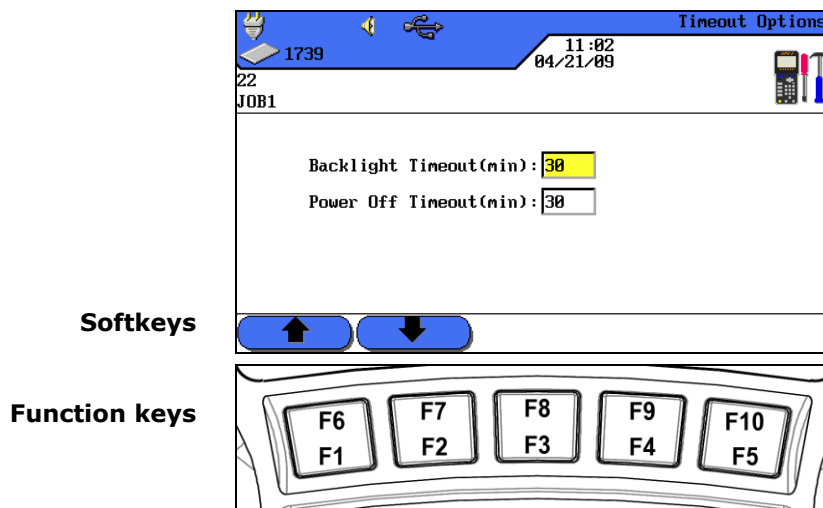 Timeout Options
1739
11:02
04/21/09
22
JOB1
Backlight Timeout(min): 30
Power Off Timeout(min): 30
Softkeys
Function keys
F6 F7 F8 F9 F10
F1 F2 F3 F4 F5